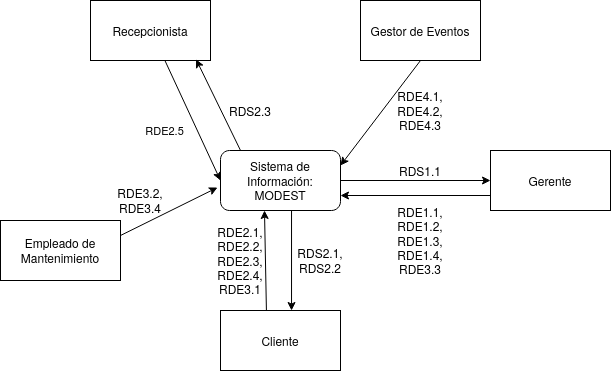 Recepcionista
Gestor de Eventos
RDE4.1,
RDE4.2,
RDE4.3
RDS2.3
RDE2.5
Sistema de
Información:
MODEST
RDS1.1
Gerente
RDE3.2,
RDE3.4
RDE1.1,
RDE1.2,
RDE1.3,
RDE1.4,
RDE3.3
Empleado de
Mantenimiento
RDE2.1,
RDE2.2,
RDE2.3,
RDE2.4,
RDE3.1
RDS2.1,
RDS2.2
Cliente